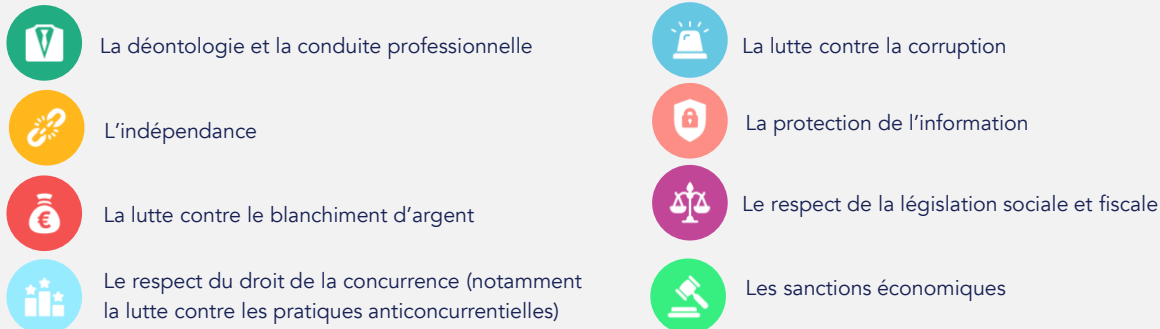 La déontologie et la conduite professionnelle
L'indépendance
La lutte contre le blanchiment d'argent
Le respect du droit de la concurrence (notamment
la lutte contre les pratiques anticoncurrentielles)
La lutte contre la corruption
La protection de l'information
Le respect de la législation sociale et fiscale
Les sanctions économiques